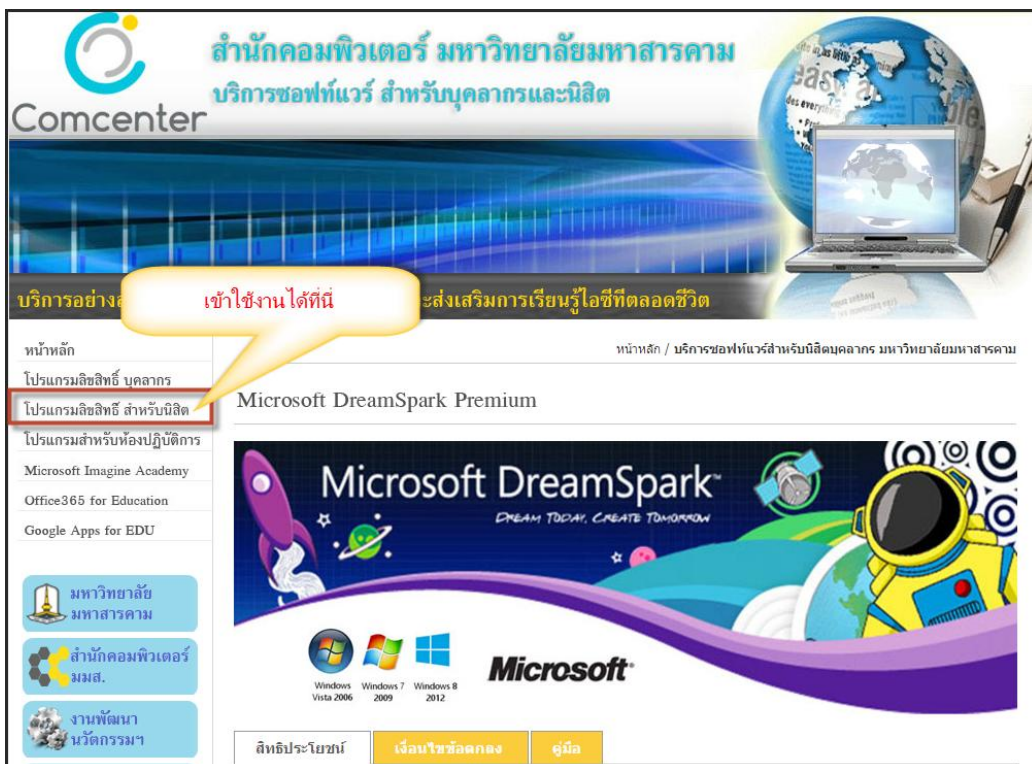 สำนักคอมพิวเตอร์ มหาวิทยาลัยมหาสารคาม
บริการซอฟท์แวร์ สำหรับบุคลากรและนิสิต
Comcenter
easy
บริการอย่าง
เข้าใช้งานได้ที่นี่
ะส่งเสริมการเรียนรู้ไอซีทีตลอดชีวิต
หน้าหลัก
หน้าหลัก / บริการซอฟท์แวร์สำหรับนิสิตบุคลากร มหาวิทยาลัยมหาสารคาม
โปรแกรมลิขสิทธิ์ บุคลากร
โปรแกรมลิขสิทธิ์ สำหรับนิสิต
โปรแกรมสำหรับห้องปฏิบัติการ
Microsoft Imagine Academy
Office365 for Education
Google Apps for EDU
Microsoft DreamSpark Premium
Microsoft DreamSpark™
DREAM TODAY. CREATE TOMORROW
มหาวิทยาลัย
มหาสารคาม
สำนักคอมพิวเตอร์
มมส.
งานพัฒนา
นวัตกรรมฯ
Windows Vista 2006
Windows 7 2009
Windows 8 2012
Microsoft®
สิทธิประโยชน์
เงื่อนไขข้อตกลง
คู่มือ